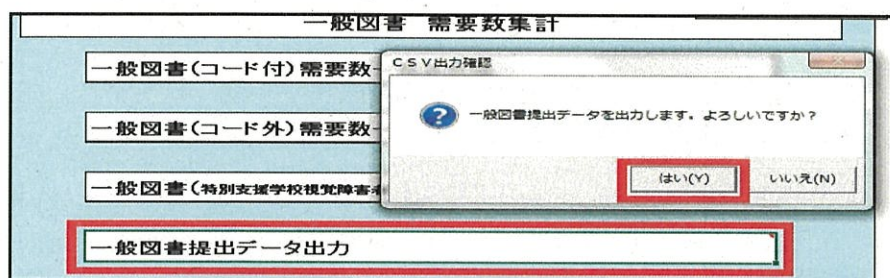 一般図書 需要数集計
一般図書(コード付)需要数
CSV出力確認
一般図書提出データを出力します。よろしいですか?
一般図書(コード外)需要数
はい(Y)
いいえ(N)
一般図書(特別支援学校視覚障害
一般図書提出データ出力